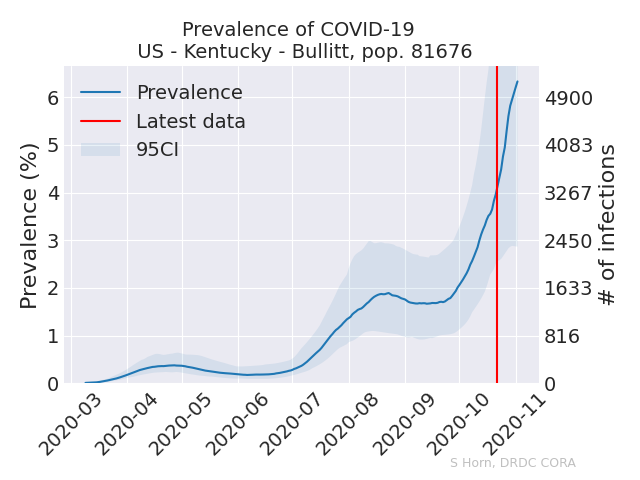 Prevalence of COVID-19
US - Kentucky - Bullitt, pop. 81676
Prevalence
Latest data
95CI
Prevalence (%)
6
5
4
3
2
1
0
4900
4083
3267
2450
1633
816
0
# of infections
2020-03
2020-04
2020-05
2020-06
2020-07
2020-08
2020-09
2020-10
2020-11
S Horn, DRDC CORA